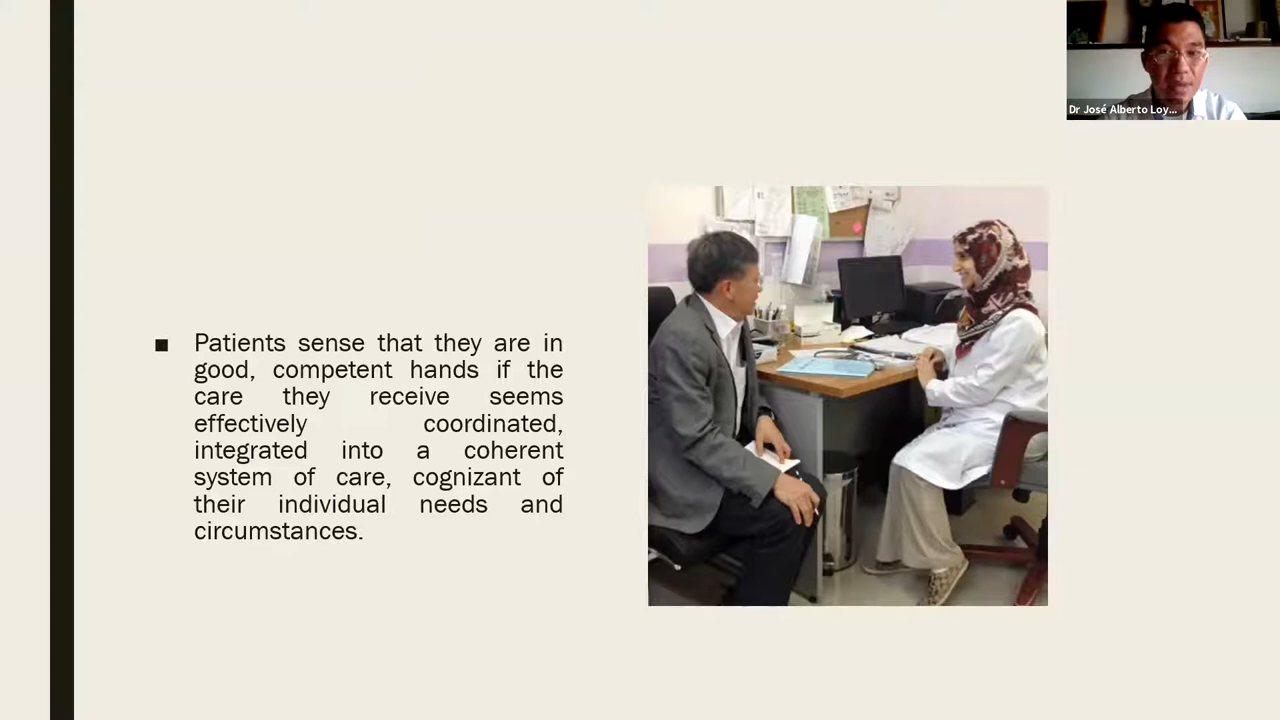 Dr José Alberto Loy...
■ Patients sense that they are in
good, competent hands if the
care they receive seems
effectively coordinated,
integrated into a coherent
system of care, cognizant of
their individual needs and
circumstances.